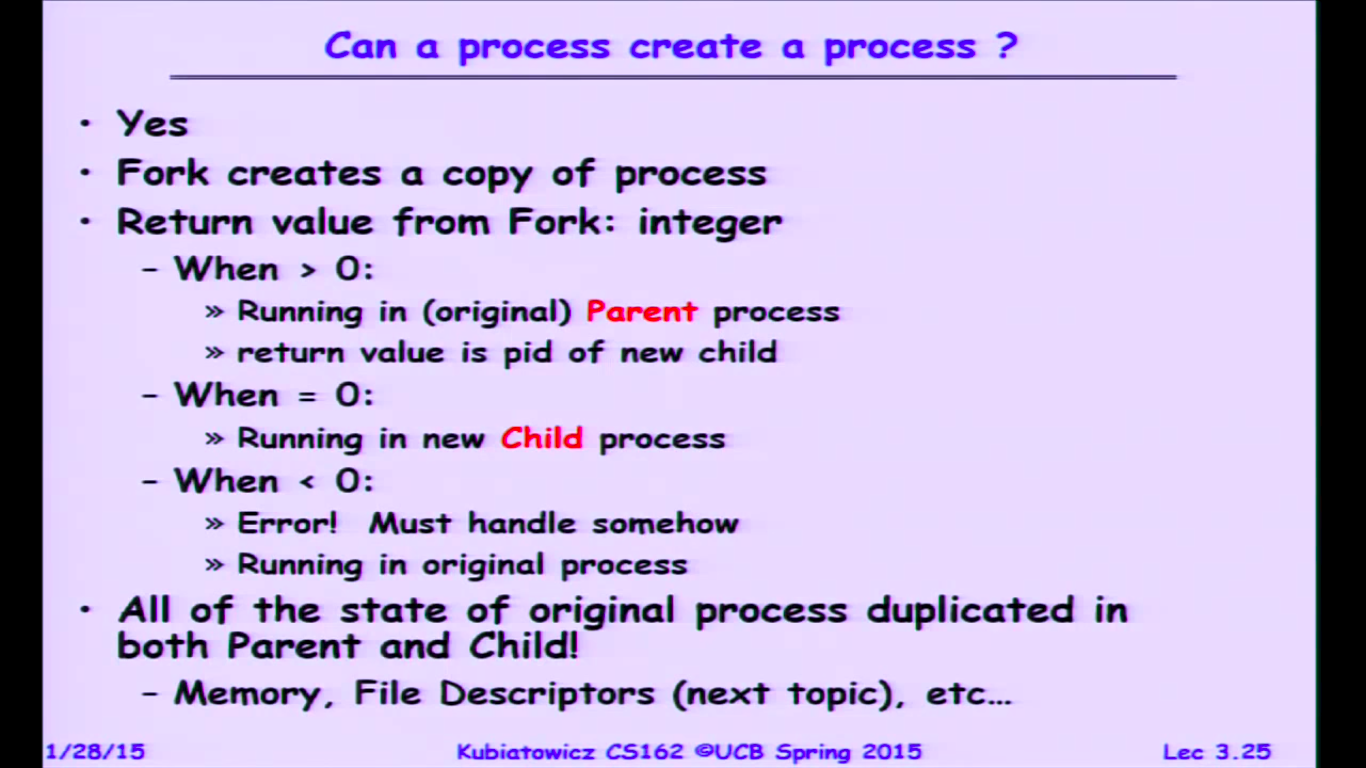 Can a process create a process ?
• Yes
• Fork creates a copy of process
• Return value from Fork: integer
– When > 0:
» Running in (original) Parent process
» return value is pid of new child
– When = 0:
» Running in new Child process
– When < 0:
» Error! Must handle somehow
» Running in original process
• All of the state of original process duplicated in
both Parent and Child!
– Memory, File Descriptors (next topic), etc…
1/28/15 Kubiatowicz CS162 ©UCB Spring 2015 Lec 3.25